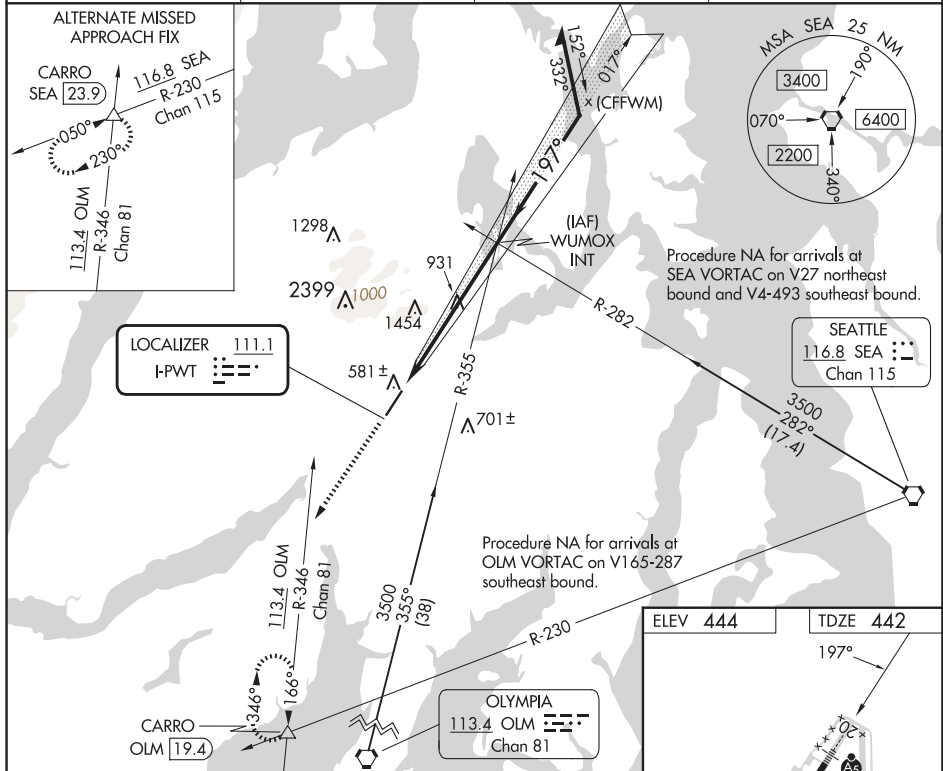 ALTERNATE MISSED
APPROACH FIX
CARRO
SEA 23.9
116.8 SEA
R-230
Chan 115
050°
230°
113.4 OLM
R-346
Chan 81
152°
332°
017°
(CFFWM)
197°
MSA SEA 25 NM
190°
3400
070°
6400
2200
340°
(IAF)
WUMOX
INT
1298
931
2399
1000
1454
Procedure NA for arrivals at
SEA VORTAC on V27 northeast
bound and V4-493 southeast bound.
R-282
LOCALIZER 111.1
I-PWT
SEATTLE
116.8 SEA
Chan 115
581±
R-355
701±
3500
282°
(17.4)
Procedure NA for arrivals at
OLM VORTAC on V165-287
southeast bound.
113.4 OLM
R-346
Chan 81
3500
355°
(38)
R-230
ELEV 444
TDZE 442
197°
346°
166°
CARRO
OLM 19.4
OLYMPIA
113.4 OLM
Chan 81
20
A5